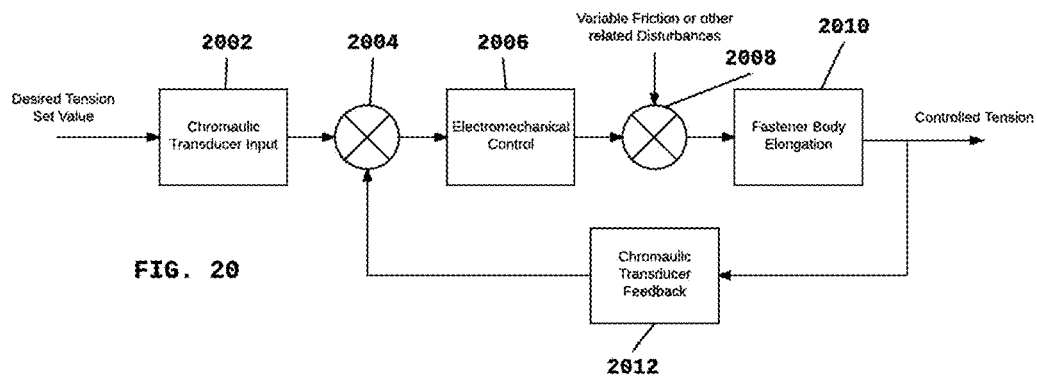 Variable Friction or other
related Disturbances
2002
2004
2006
2008
2010
Desired Tension
Set Value
Chromaulic
Transducer Input
Electromechanical
Control
Fastener Body
Elongation
Controlled Tension
Chromaulic
Transducer
Feedback
FIG. 20
2012